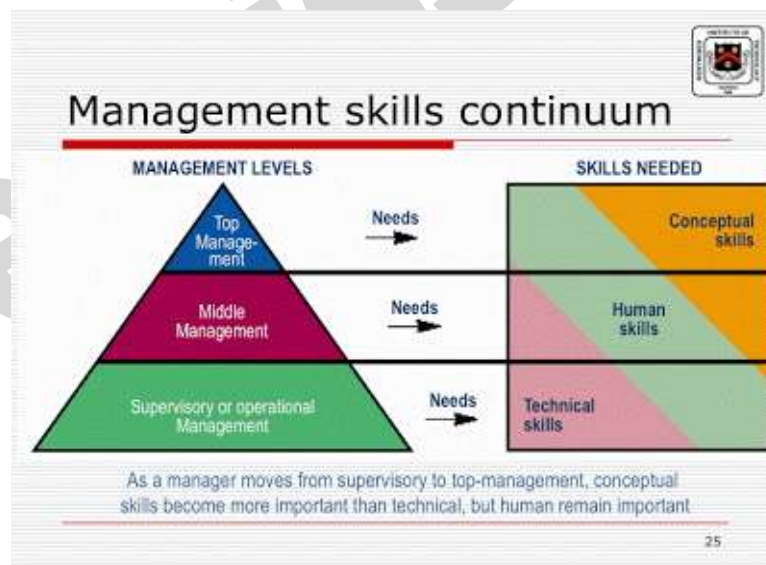 Management skills continuum
MANAGEMENT LEVELS
SKILLS NEEDED
Top
Manage-
ment
Needs
Conceptual
skills
Middle
Management
Needs
Human
skills
Supervisory or operational
Management
Needs
Technical
skills
As a manager moves from supervisory to top-management, conceptual
skills become more important than technical, but human remain important
25